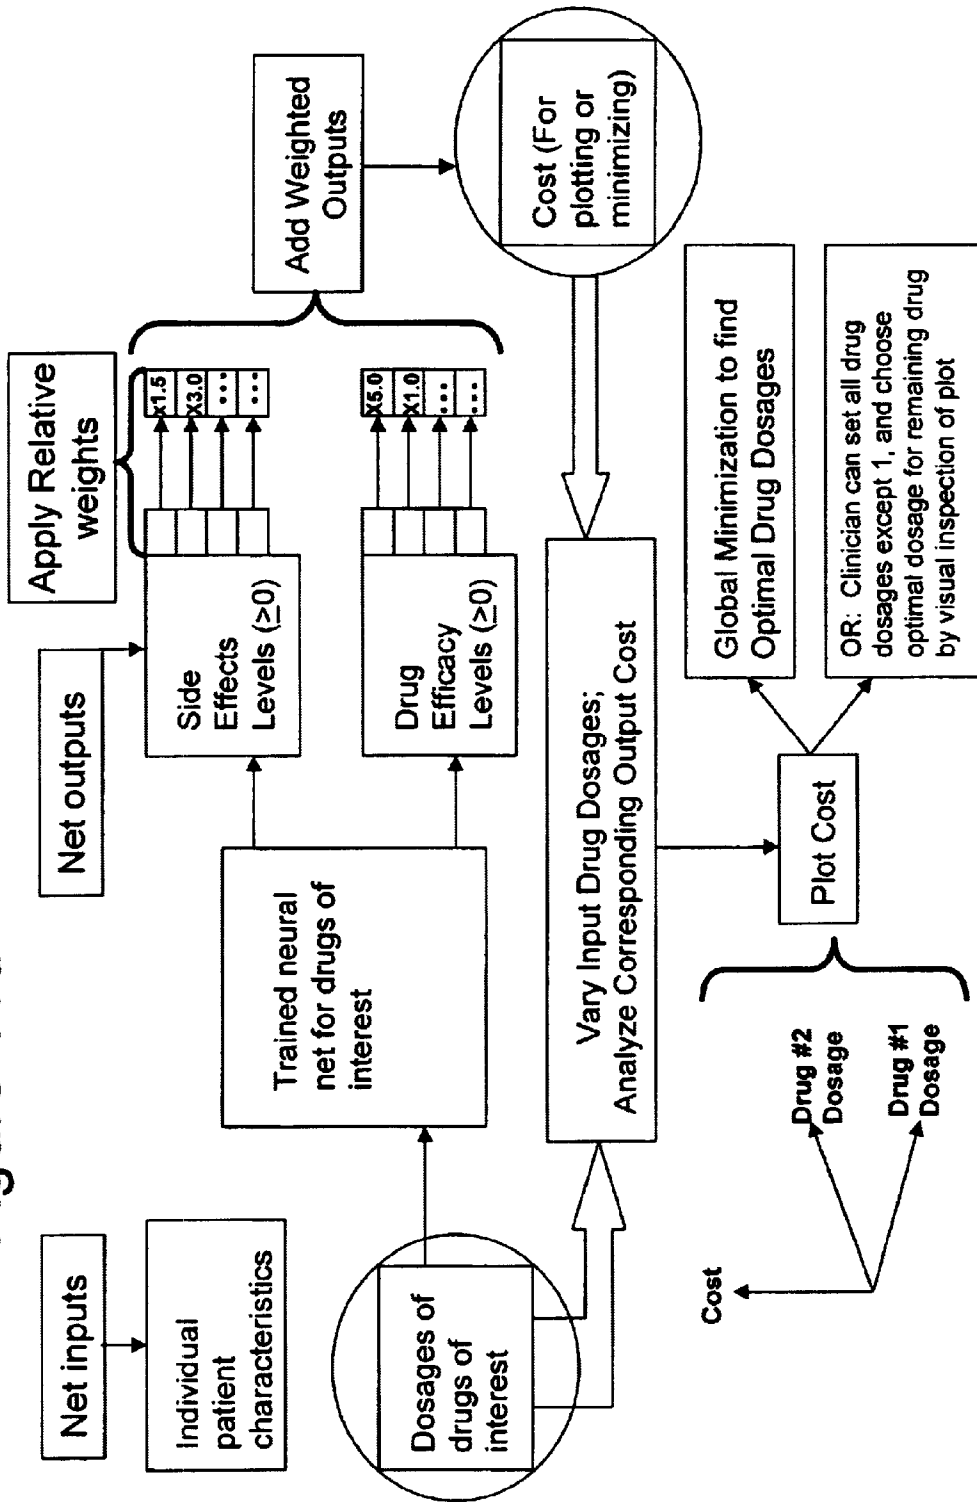 Net inputs
Individual
patient
characteristics
Dosages of
drugs of
interest
Trained neural
net for drugs of
interest
Net outputs
Side
Effects
Levels (≥0)
Drug
Efficacy
Levels (≥0)
Apply Relative
weights
X1.5
X3.0
...
...
X5.0
X1.0
...
...
Add Weighted
Outputs
Cost (For
plotting or
minimizing)
Vary Input Drug Dosages;
Analyze Corresponding Output Cost
Cost
Drug #2
Dosage
Drug #1
Dosage
Plot Cost
Global Minimization to find
Optimal Drug Dosages
OR: Clinician can set all drug
dosages except 1, and choose
optimal dosage for remaining drug
by visual inspection of plot